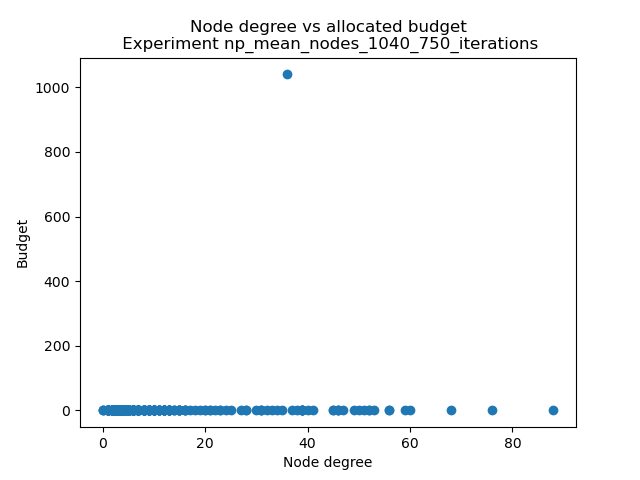 Node degree vs allocated budget
Experiment np_mean_nodes_1040_750_iterations
1000
800
600
400
200
0
Budget
0 20 40 60 80
Node degree